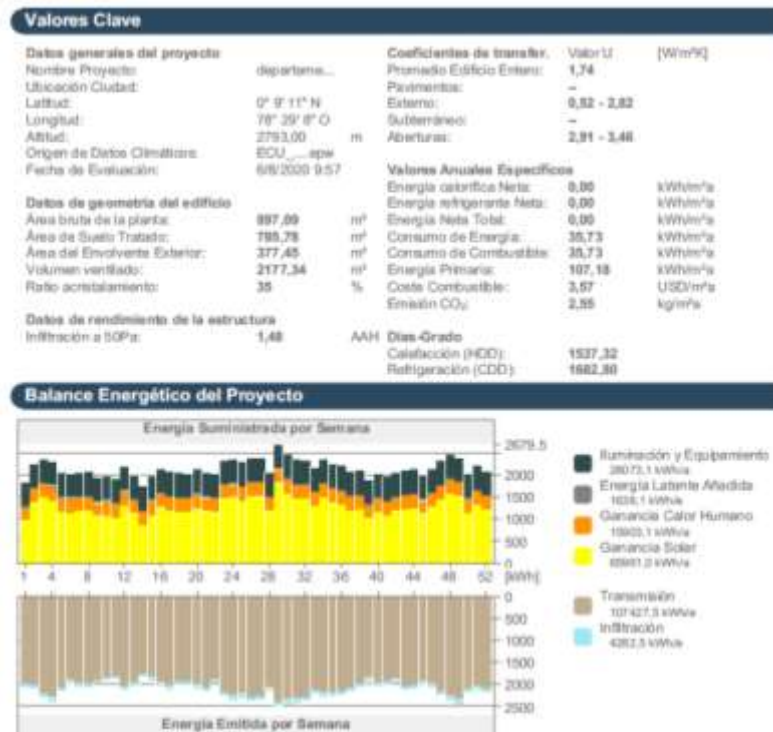 Valores Clave
Datos generales del proyecto
Nombre Proyecto: departame...
Ubicación Ciudad:
Latitud: 0° 9' 11" N
Longitud: 78° 29' 8" O
Altitud: 2793,00 m
Origen de Datos Climáticos: ECU_....epw
Fecha de Evaluación: 6/8/2020 9:57
Datos de geometría del edificio
Área bruta de la planta: 897,09 m²
Área de Suelo Tratado: 785,78 m²
Área del Envolvente Exterior: 377,45 m²
Volumen ventilado: 2177,34 m³
Ratio acristalamiento: 35 %
Datos de rendimiento de la estructura
Infiltración a 50Pa: 1,48 AAH
Coeficientes de transfer. Valor U [W/m²K]
Promedio Edificio Entero: 1,74
Pavimentos: --
Externo: 0,52 - 2,82
Subterráneo: --
Aberturas: 2,91 - 3,46
Valores Anuales Específicos
Energía calorífica Neta: 0,00 kWh/m²a
Energía refrigerante Neta: 0,00 kWh/m²a
Energía Neta Total: 0,00 kWh/m²a
Consumo de Energía: 35,73 kWh/m²a
Consumo de Combustible: 35,73 kWh/m²a
Energía Primaria: 107,18 kWh/m²a
Coste Combustible: 3,57 USD/m²a
Emisión CO₂: 2,55 kg/m²a
Días-Grado
Calefacción (HDD): 1537,32
Refrigeración (CDD): 1682,80
Balance Energético del Proyecto
Energía Suministrada por Semana
2679.5
2000
1500
1000
500
0
1 4 8 12 16 20 24 28 32 36 40 44 48 52 [kWh]
0
500
1000
1500
2000
2500
Energía Emitida por Semana
Iluminación y Equipamiento
Energía Latente Añadida
Ganancia Calor Humano
Ganancia Solar
Transmisión
107427,5 kWh/a
Infiltración